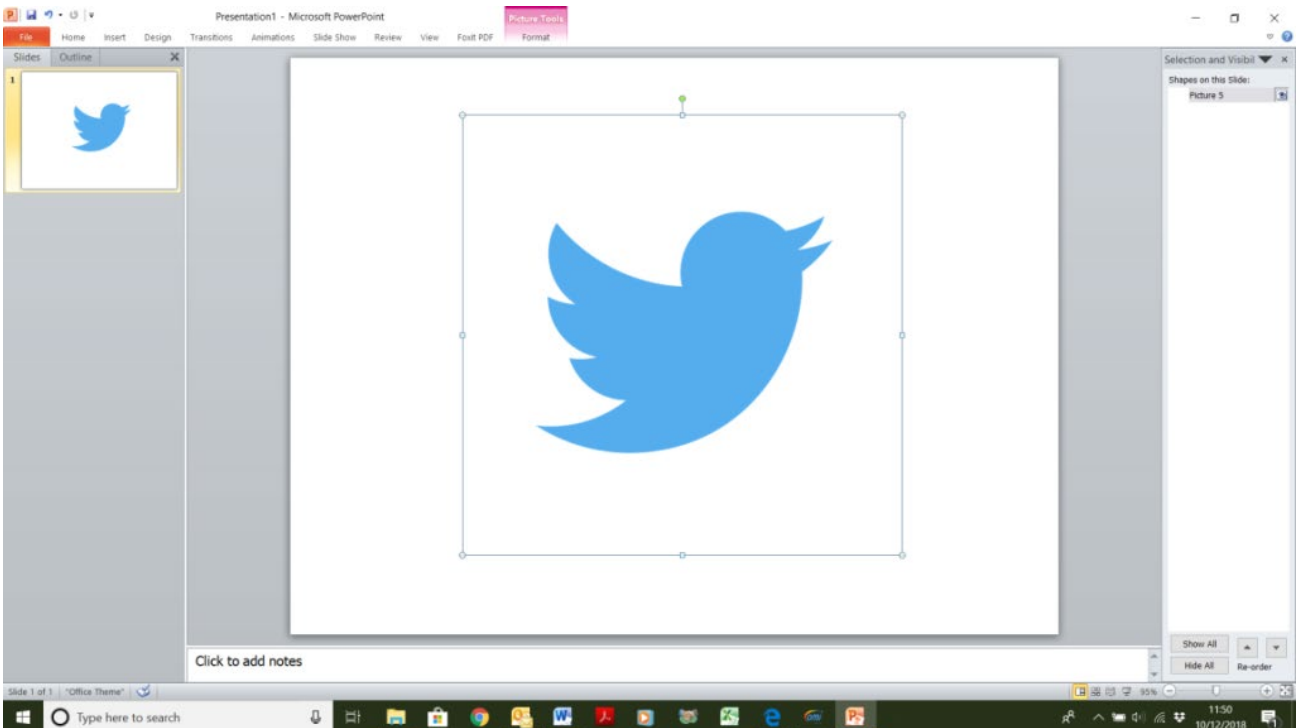 Presentation1 - Microsoft PowerPoint
Picture Tools
File Home Insert Design Transitions Animations Slide Show Review View Foxit PDF Format
Slides Outline
Selection and Visibil
1
Shapes on this Slide:
Picture 5
Click to add notes
Show All
Hide All Re-order
Slide 1 of 1 "Office Theme" 95%
Type here to search
11:50
10/12/2018